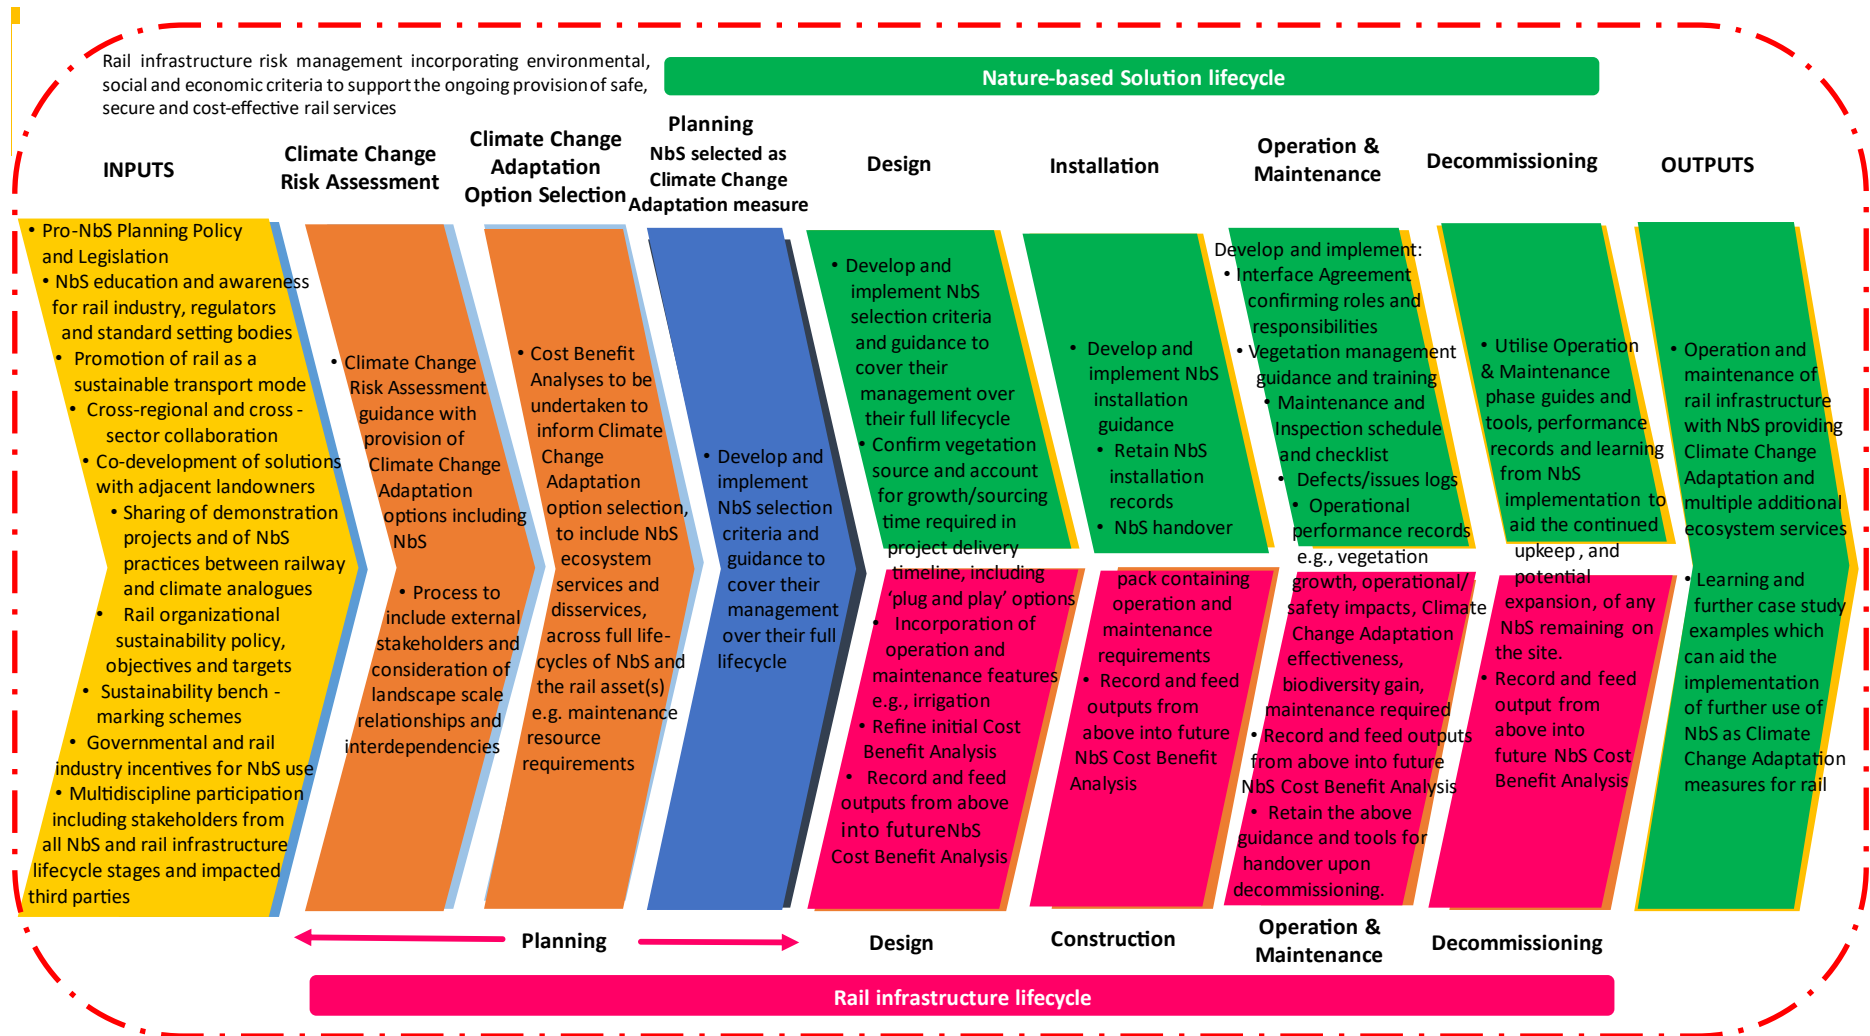 Rail infrastructure risk management incorporating environmental,
social and economic criteria to support the ongoing provision of safe,
secure and cost-effective rail services
Nature-based Solution lifecycle
INPUTS
Climate Change
Risk Assessment
Climate Change
Adaptation
Option Selection
Planning
NbS selected as
Climate Change
Adaptation measure
Design
Installation
Operation &
Maintenance
Decommissioning
OUTPUTS
• Pro-NbS Planning Policy
and Legislation
• NbS education and awareness
for rail industry, regulators
and standard setting bodies
• Promotion of rail as a
sustainable transport mode
• Cross-regional and cross-
sector collaboration
• Co-development of solutions
with adjacent landowners
• Sharing of demonstration
projects and of NbS
practices between railway
and climate analogues
• Rail organizational
sustainability policy,
objectives and targets
• Sustainability bench-
marking schemes
• Governmental and rail
industry incentives for NbS use
• Multidiscipline participation
including stakeholders from
all NbS and rail infrastructure
lifecycle stages and impacted
third parties
• Climate Change
Risk Assessment
guidance with
provision of
Climate Change
Adaptation
options including
NbS
• Process to
include external
stakeholders and
consideration of
landscape scale
relationships and
interdependencies
• Cost Benefit
Analyses to be
undertaken to
inform Climate
Change
Adaptation
option selection,
to include NbS
ecosystem
services and
disservices,
across full life-
cycles of NbS and
the rail asset(s)
e.g. maintenance
resource
requirements
• Develop and
implement
NbS selection
criteria and
guidance to
cover their
management
over their full
lifecycle
• Develop and
implement NbS
selection criteria
and guidance to
cover their
management over
their full lifecycle
• Confirm vegetation
source and account
for growth/sourcing
time required in
project delivery
timeline, including
‘plug and play’ options
• Incorporation of
operation and
maintenance features
e.g., irrigation
• Refine initial Cost
Benefit Analysis
• Record and feed
outputs from above
into futureNbS
Cost Benefit Analysis
• Develop and
implement NbS
installation
guidance
• Retain NbS
installation
records
• NbS handover
pack containing
operation and
maintenance
requirements
• Record and feed
outputs from
above into future
NbS Cost Benefit
Analysis
Develop and implement:
• Interface Agreement
confirming roles and
responsibilities
• Vegetation management
guidance and training
• Maintenance and
Inspection schedule
and checklist
• Defects/issues logs
• Operational
performance records
e.g., vegetation
growth, operational/
safety impacts, Climate
Change Adaptation
effectiveness,
biodiversity gain,
maintenance required
• Record and feed outputs
from above into future
NbS Cost Benefit Analysis
• Retain the above
guidance and tools for
handover upon
decommissioning.
• Utilise Operation
& Maintenance
phase guides and
tools, performance
records and learning
from NbS
implementation to
aid the continued
upkeep, and
potential
expansion, of any
NbS remaining on
the site.
• Record and feed
output from
above into
future NbS Cost
Benefit Analysis
• Operation and
maintenance of
rail infrastructure
with NbS providing
Climate Change
Adaptation and
multiple additional
ecosystem services
• Learning and
further case study
examples which
can aid the
implementation
of further use of
NbS as Climate
Change Adaptation
measures for rail
Planning
Design
Construction
Operation &
Maintenance
Decommissioning
Rail infrastructure lifecycle